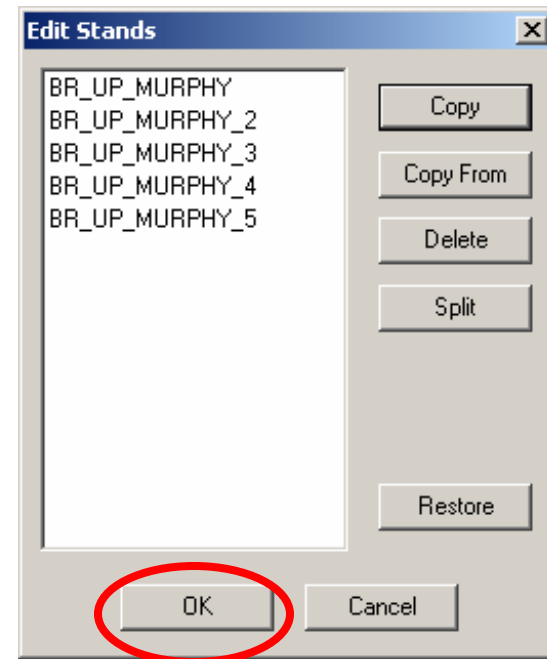 Edit Stands
BR_UP_MURPHY
BR_UP_MURPHY_2
BR_UP_MURPHY_3
BR_UP_MURPHY_4
BR_UP_MURPHY_5
Copy
Copy From
Delete
Split
Restore
OK
Cancel